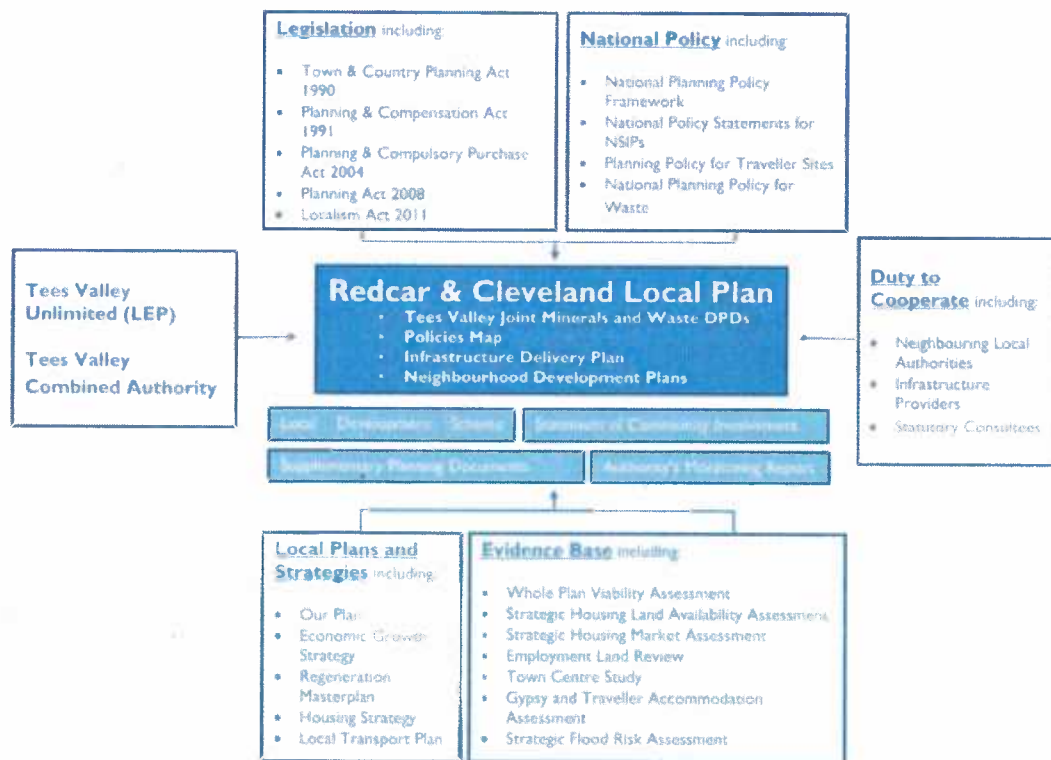 Legislation including:
• Town & Country Planning Act
1990
• Planning & Compensation Act
1991
• Planning & Compulsory Purchase
Act 2004
• Planning Act 2008
• Localism Act 2011
National Policy including:
• National Planning Policy
Framework
• National Policy Statements for
NSIPs
• Planning Policy for Traveller Sites
• National Planning Policy for
Waste
Tees Valley
Unlimited (LEP)
Tees Valley
Combined Authority
Redcar & Cleveland Local Plan
• Tees Valley Joint Minerals and Waste DPDs
• Policies Map
• Infrastructure Delivery Plan
• Neighbourhood Development Plans
Duty to
Cooperate including:
• Neighbouring Local
Authorities
• Infrastructure
Providers
• Statutory Consultees
Local Development Scheme
Statement of Community Involvement
Supplementary Planning Documents
Authority's Monitoring Report
Local Plans and
Strategies including:
• Our Plan
• Economic Growth
Strategy
• Regeneration
Masterplan
• Housing Strategy
• Local Transport Plan
Evidence Base including:
• Whole Plan Viability Assessment
• Strategic Housing Land Availability Assessment
• Strategic Housing Market Assessment
• Employment Land Review
• Town Centre Study
• Gypsy and Traveller Accommodation
Assessment
• Strategic Flood Risk Assessment